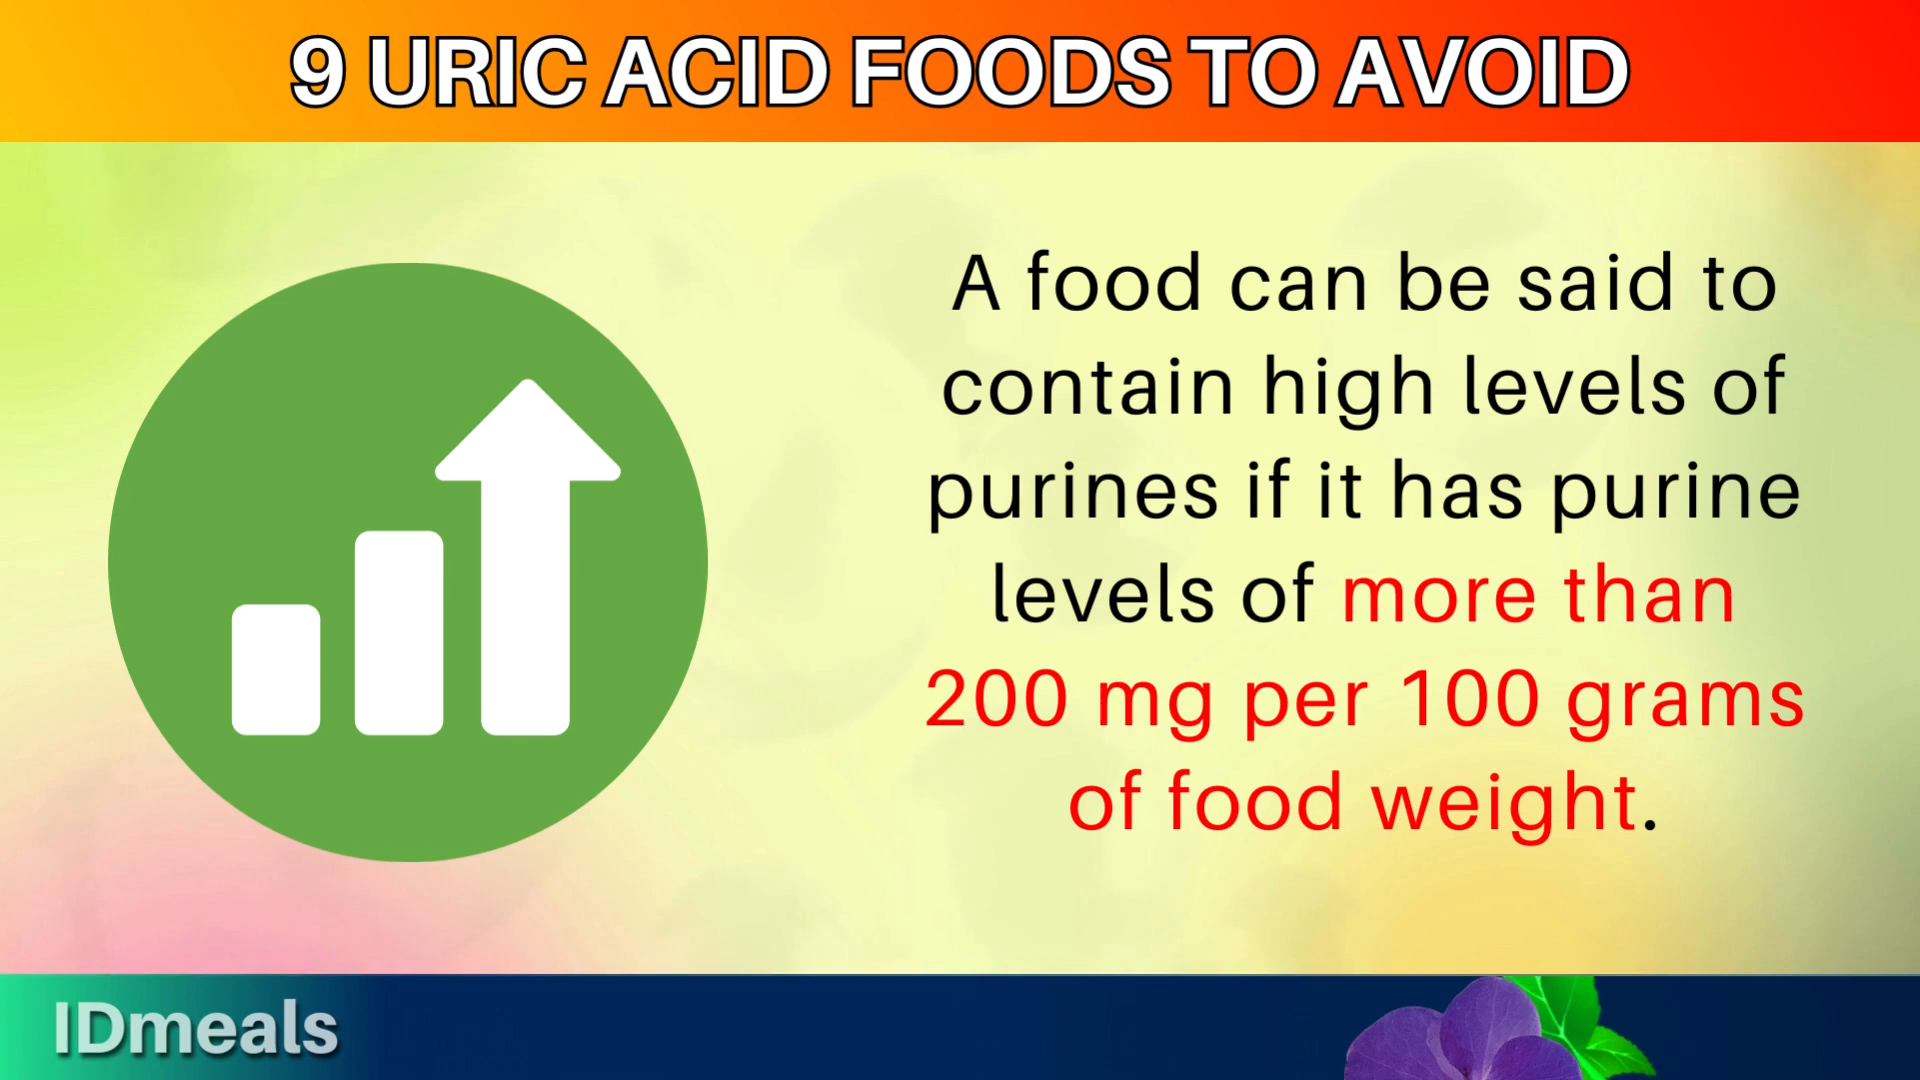 9 URIC ACID FOODS TO AVOID
A food can be said to
contain high levels of
purines if it has purine
levels of more than
200 mg per 100 grams
of food weight.
IDmeals